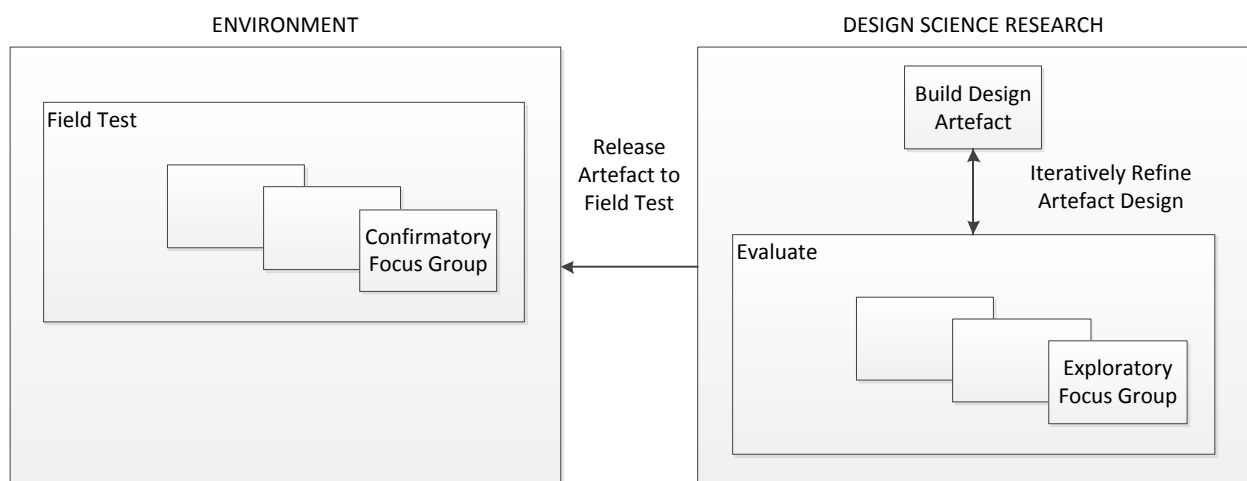 ENVIRONMENT
Field Test
Confirmatory
Focus Group
Release
Artefact to
Field Test
DESIGN SCIENCE RESEARCH
Build Design
Artefact
Iteratively Refine
Artefact Design
Evaluate
Exploratory
Focus Group